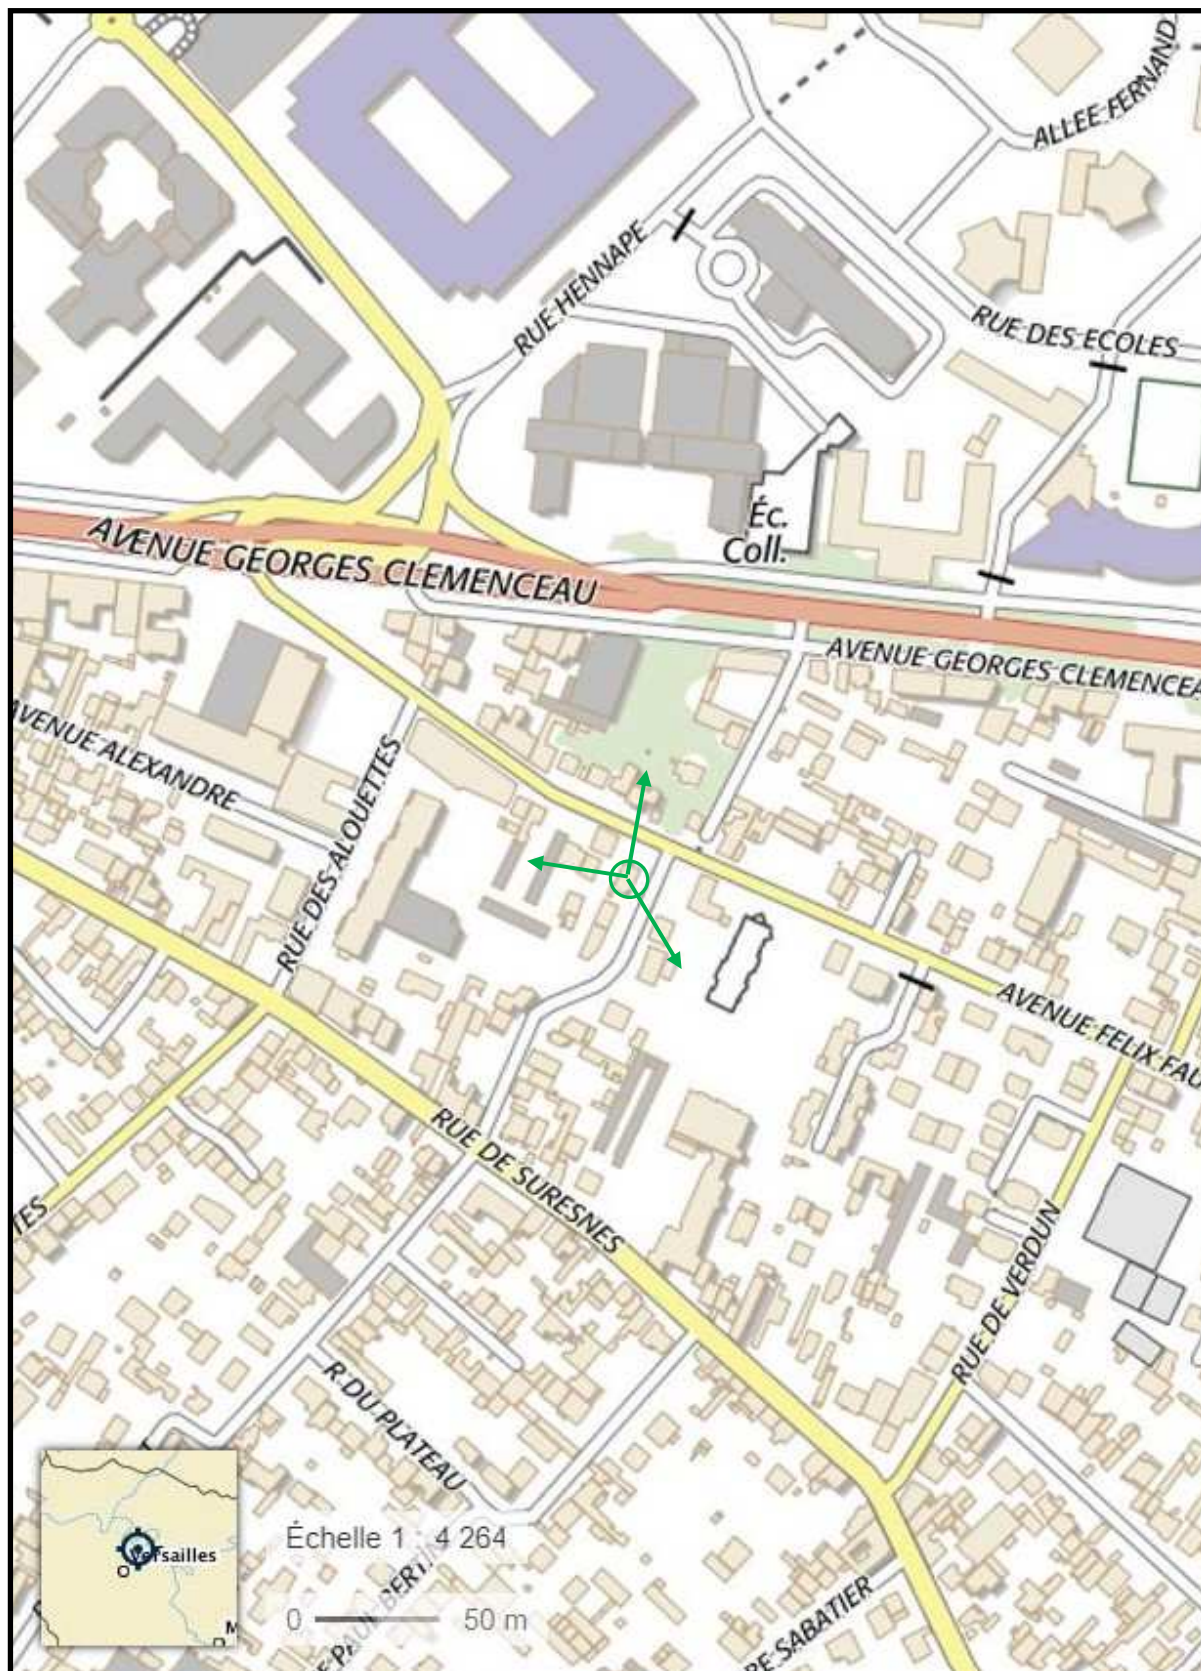 ALLEE FERNAND
RUE HENNAPE
RUE DES ECOLES
Éc.
Coll.
AVENUE GEORGES CLEMENCEAU
AVENUE GEORGES CLEMENCEA
AVENUE ALEXANDRE
RUE DES ALOUETTES
AVENUE FELIX FAU
RUE DE SURESNES
TES
RUE DE VERDUN
R. DU PLATEAU
Versailles
M
Échelle 1 : 4 264
0 50 m
RE SABATIER